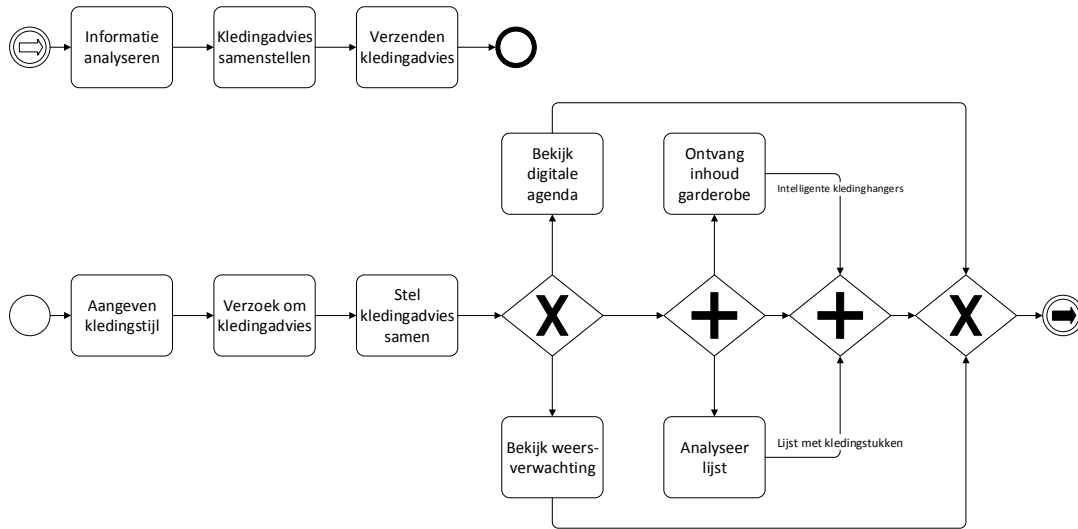 Informatie
analyseren
Kledingadvies
samenstellen
Verzenden
kledingadvies
Bekijk
digitale
agenda
Ontvang
inhoud
garderobe
Intelligente kledinghangers
Aangeven
kledingstijl
Verzoek om
kledingadvies
Stel
kledingadvies
samen
Bekijk weers-
verwachting
Analyseer
lijst
Lijst met kledingstukken